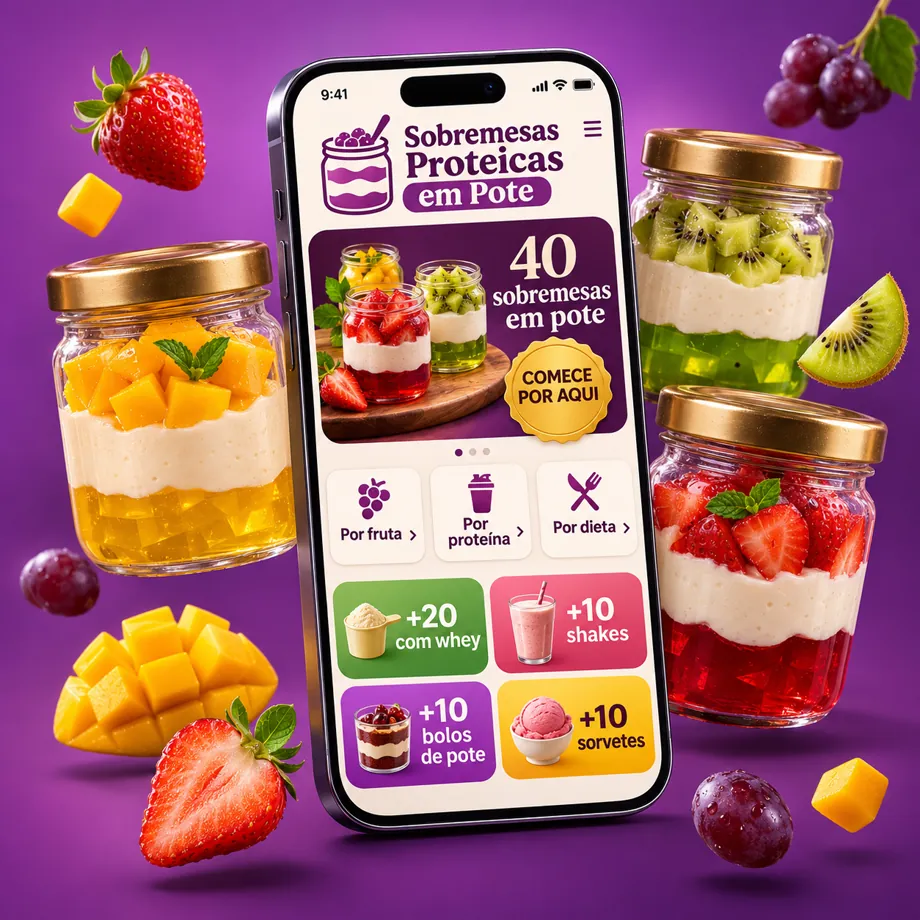 9:41
Sobremesas
Proteicas
em Pote
40
sobremesas
em pote
COMECE
POR AQUI
Por fruta
Por
proteína
Por dieta
+20
com whey
+10
shakes
+10
bolos
de pote
+10
sorvetes